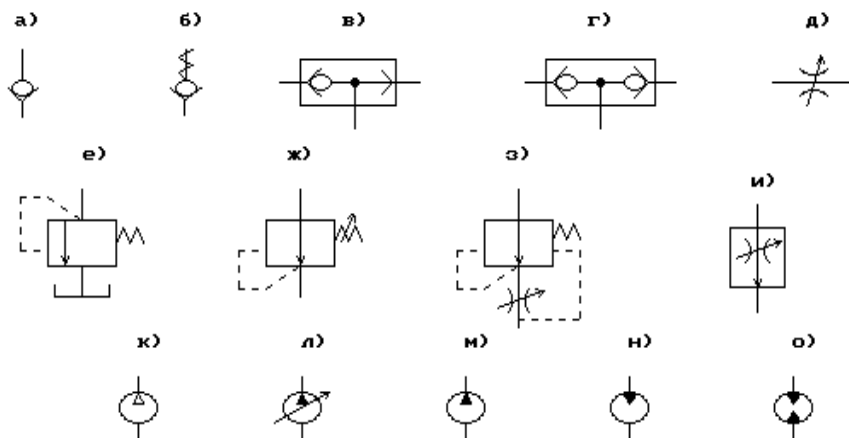 а) б) в) г) д)
е) ж) з) и)
к) л) м) н) о)